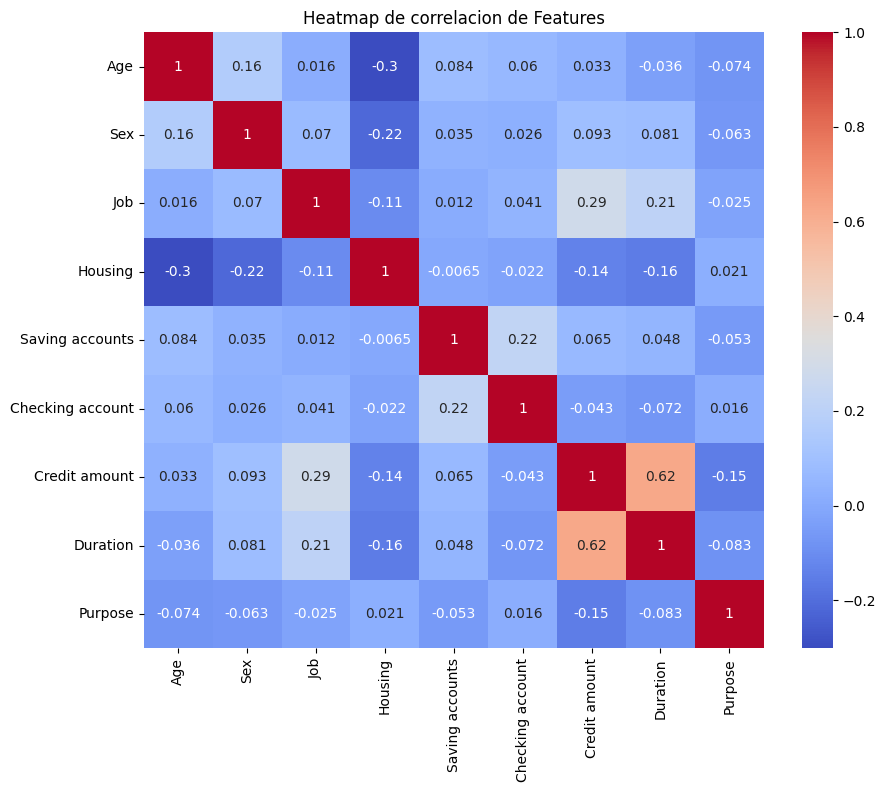 Heatmap de correlacion de Features
Age 1 0.16 0.016 -0.3 0.084 0.06 0.033 -0.036 -0.074
Sex 0.16 1 0.07 -0.22 0.035 0.026 0.093 0.081 -0.063
Job 0.016 0.07 1 -0.11 0.012 0.041 0.29 0.21 -0.025
Housing -0.3 -0.22 -0.11 1 -0.0065 -0.022 -0.14 -0.16 0.021
Saving accounts 0.084 0.035 0.012 -0.0065 1 0.22 0.065 0.048 -0.053
Checking account 0.06 0.026 0.041 -0.022 0.22 1 -0.043 -0.072 0.016
Credit amount 0.033 0.093 0.29 -0.14 0.065 -0.043 1 0.62 -0.15
Duration -0.036 0.081 0.21 -0.16 0.048 -0.072 0.62 1 -0.083
Purpose -0.074 -0.063 -0.025 0.021 -0.053 0.016 -0.15 -0.083 1
Age
Sex
Job
Housing
Saving accounts
Checking account
Credit amount
Duration
Purpose
1.0
0.8
0.6
0.4
0.2
0.0
−0.2